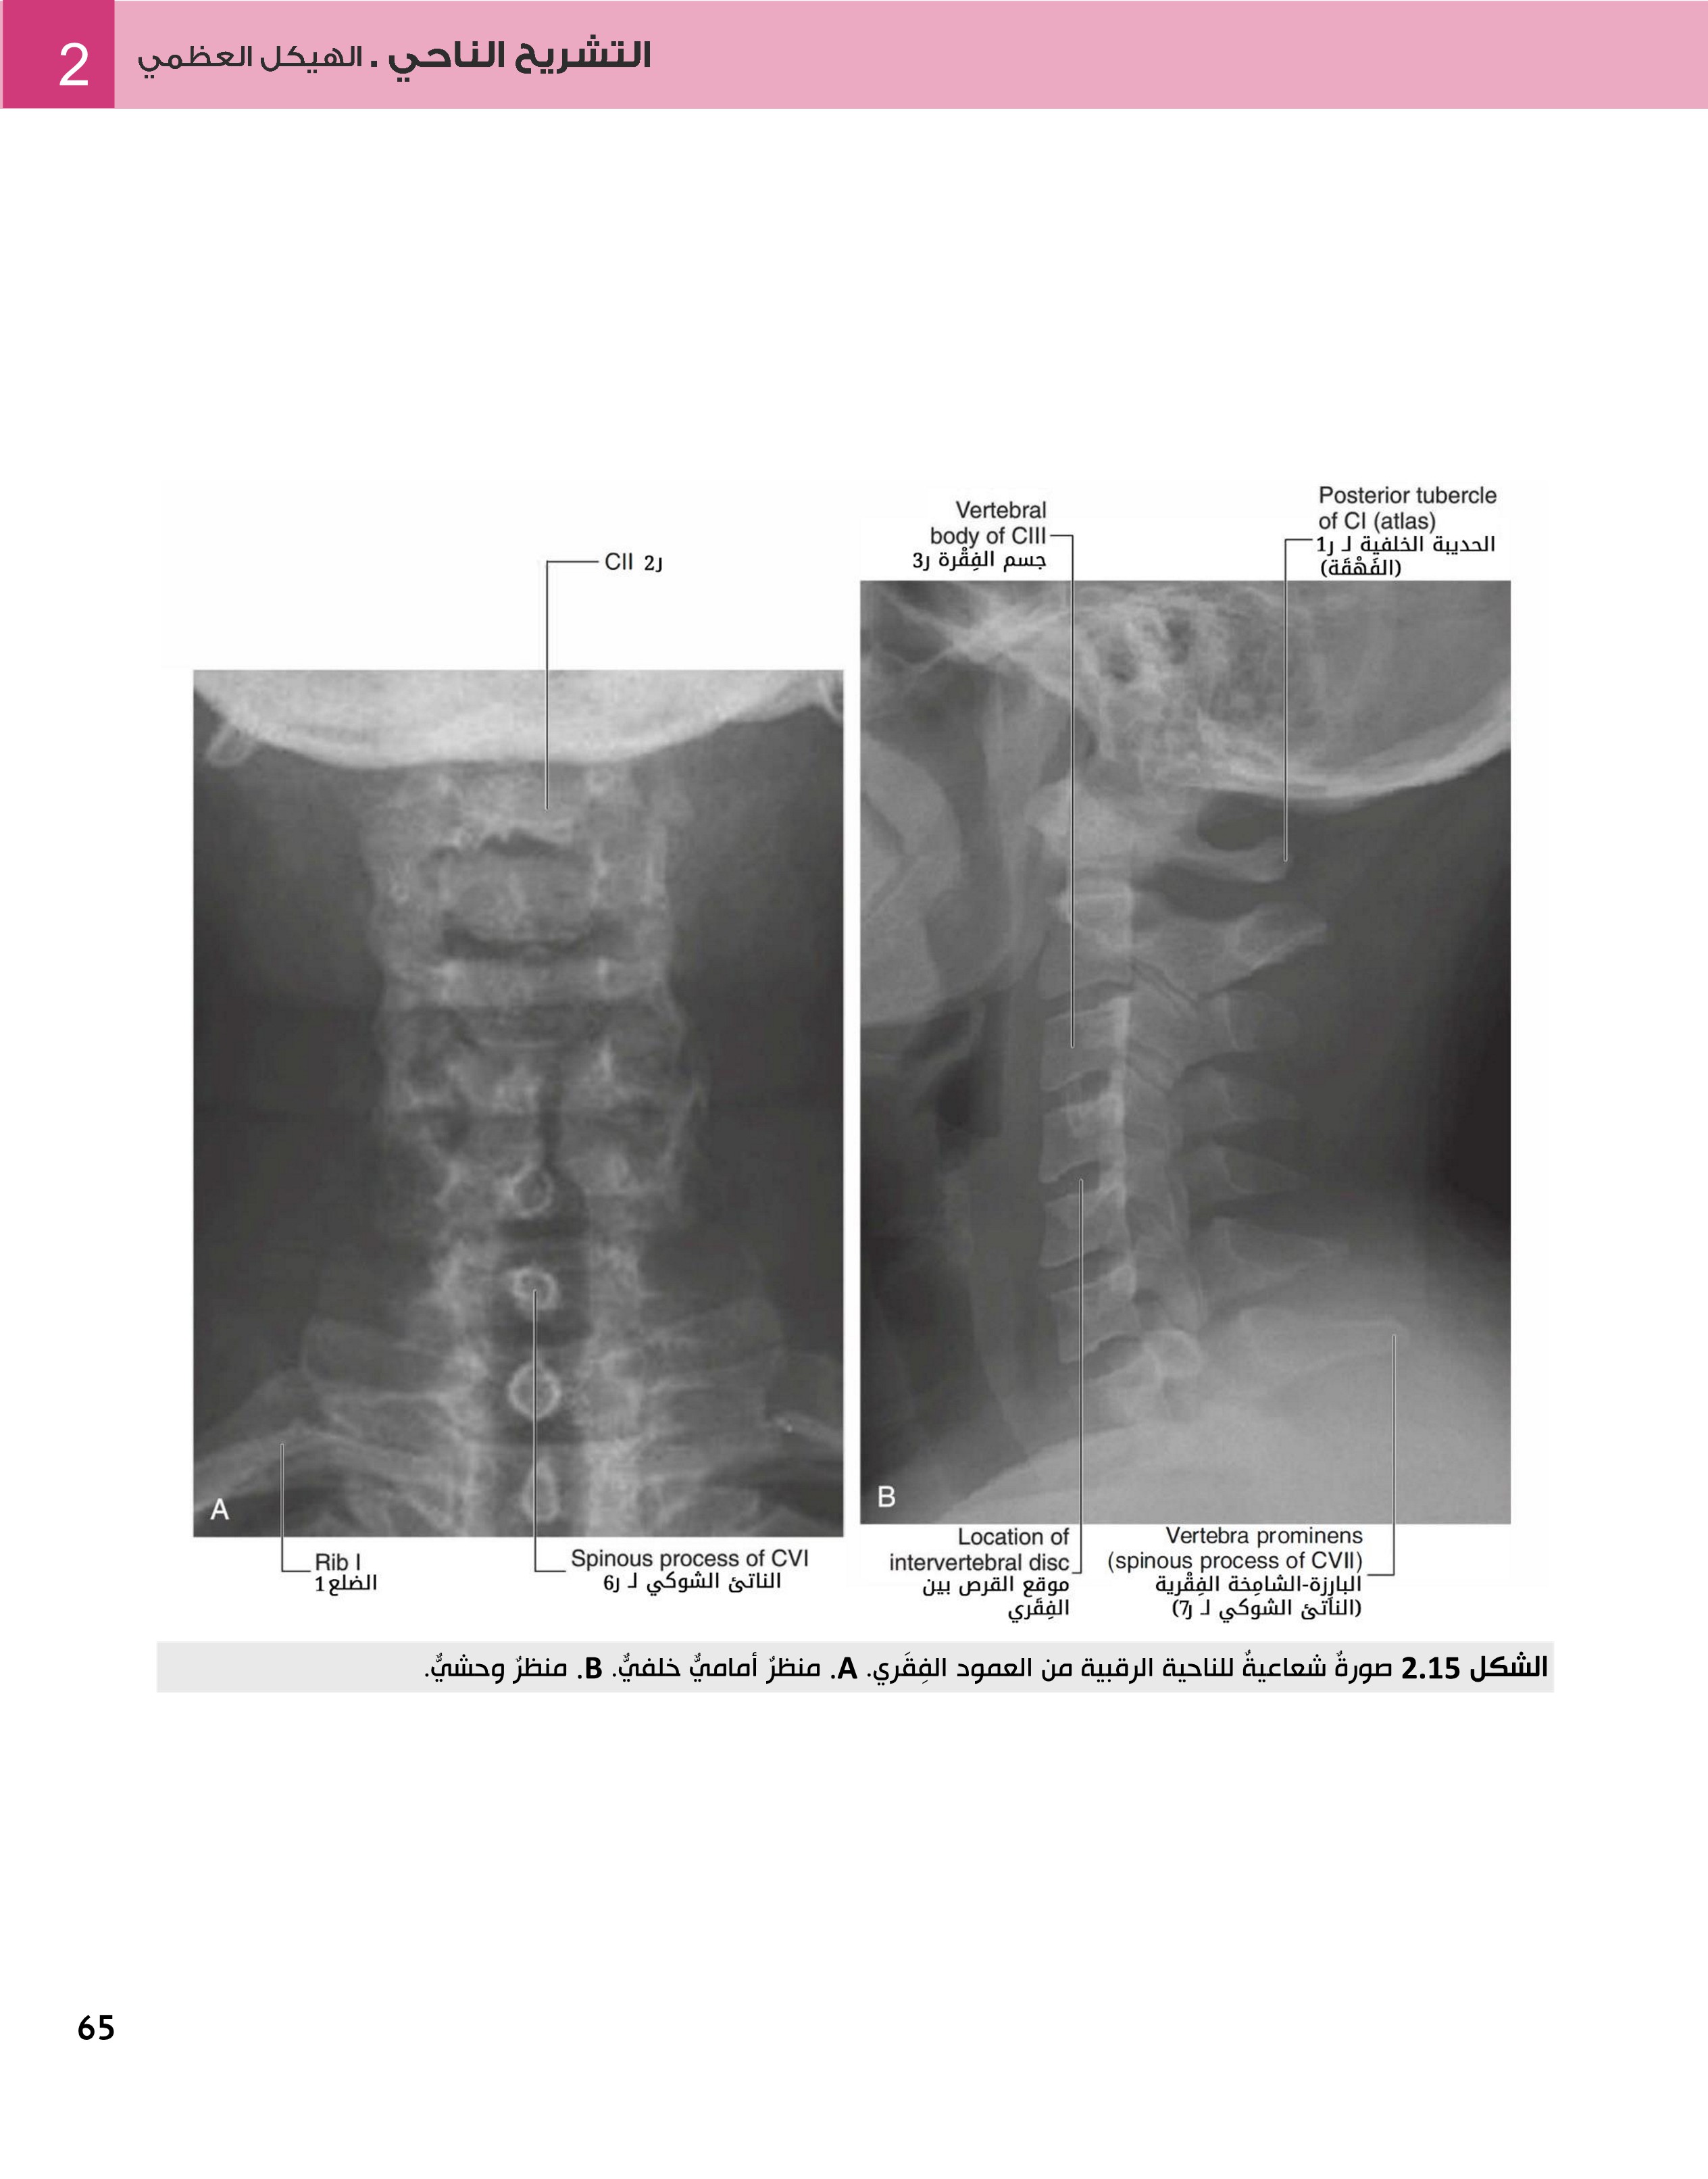 التشريح الناحي . الهيكل العظمي
2
CII ر2
Vertebral
body of CIII
جسم الفِقْرة ر3
Posterior tubercle
of CI (atlas)
الحديبة الخلفية لـ ر1
(الفَهْقَة)
A
B
Rib I
الضلع1
Spinous process of CVI
الناتئ الشوكي لـ ر6
Location of
intervertebral disc
موقع القرص بين
الفِقَري
Vertebra prominens
(spinous process of CVII)
البارِزة-الشامِخة الفِقْرية
(الناتئ الشوكي لـ ر7)
الشكل 2.15 صورةٌ شعاعيةٌ للناحية الرقبية من العمود الفِقَري. A. منظرٌ أماميٌّ خلفيٌّ. B. منظرٌ وحشيٌّ.
65